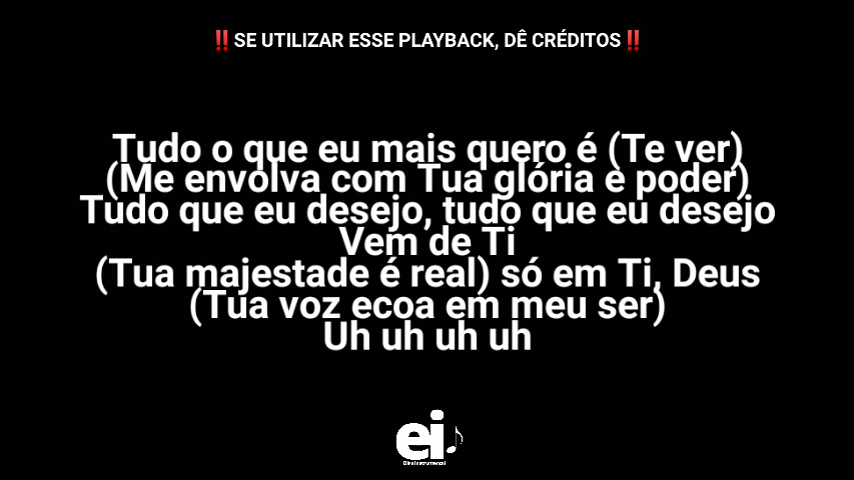 ‼️SE UTILIZAR ESSE PLAYBACK, DÊ CRÉDITOS‼️
Tudo o que eu mais quero é (Te ver)
(Me envolva com Tua glória e poder)
Tudo que eu desejo, tudo que eu desejo
Vem de Ti
(Tua majestade é real) só em Ti, Deus
(Tua voz ecoa em meu ser)
Uh uh uh uh
ei